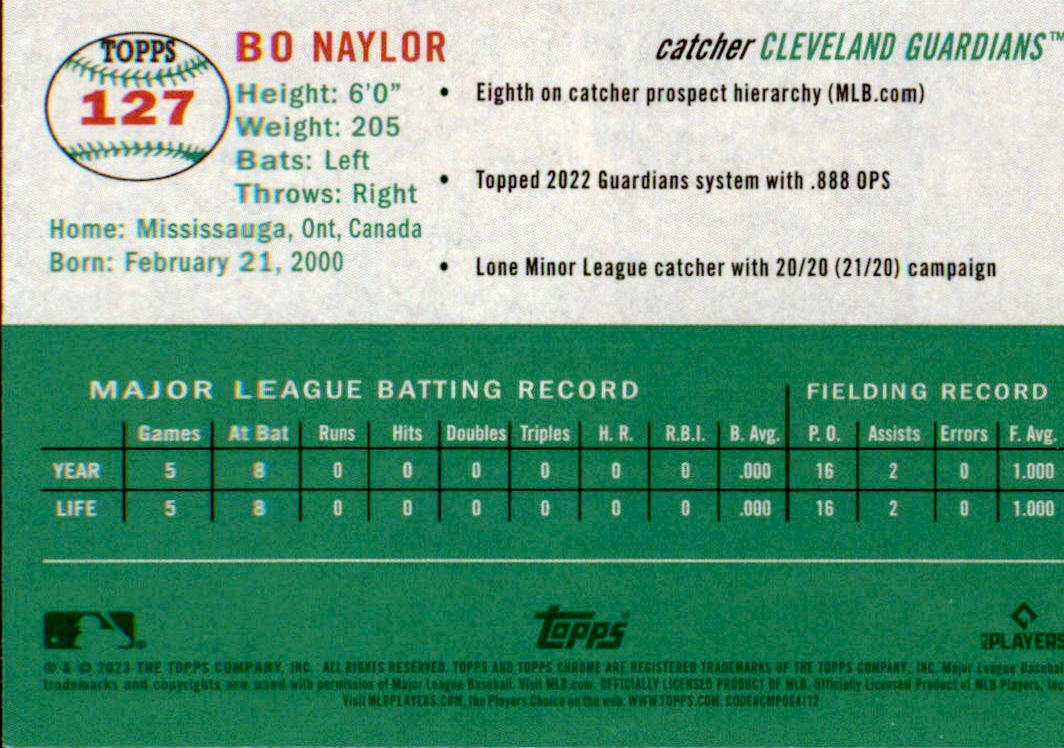 TOPPS
127
BO NAYLOR
catcher CLEVELAND GUARDIANS™
Height: 6'0"
Weight: 205
Bats: Left
Throws: Right
Home: Mississauga, Ont, Canada
Born: February 21, 2000
• Eighth on catcher prospect hierarchy (MLB.com)
• Topped 2022 Guardians system with .888 OPS
• Lone Minor League catcher with 20/20 (21/20) campaign
MAJOR LEAGUE BATTING RECORD FIELDING RECORD
Games At Bat Runs Hits Doubles Triples H. R. R.B.I. B. Avg. P. O. Assists Errors F. Avg.
YEAR 5 8 0 0 0 0 0 0 .000 16 2 0 1.000
LIFE 5 8 0 0 0 0 0 0 .000 16 2 0 1.000
topps
PLAYERS
® & © 2023 THE TOPPS COMPANY, INC. ALL RIGHTS RESERVED. TOPPS AND TOPPS CHROME ARE REGISTERED TRADEMARKS OF THE TOPPS COMPANY, INC. Major League Baseball
trademarks and copyrights are used with permission of Major League Baseball. Visit MLB.com. OFFICIALLY LICENSED PRODUCT OF MLB. Officially Licensed Product of MLB Players, Inc.
Visit MLBPLAYERS.COM, the Players Choice on the web. WWW.TOPPS.COM. CODE#CMP064112